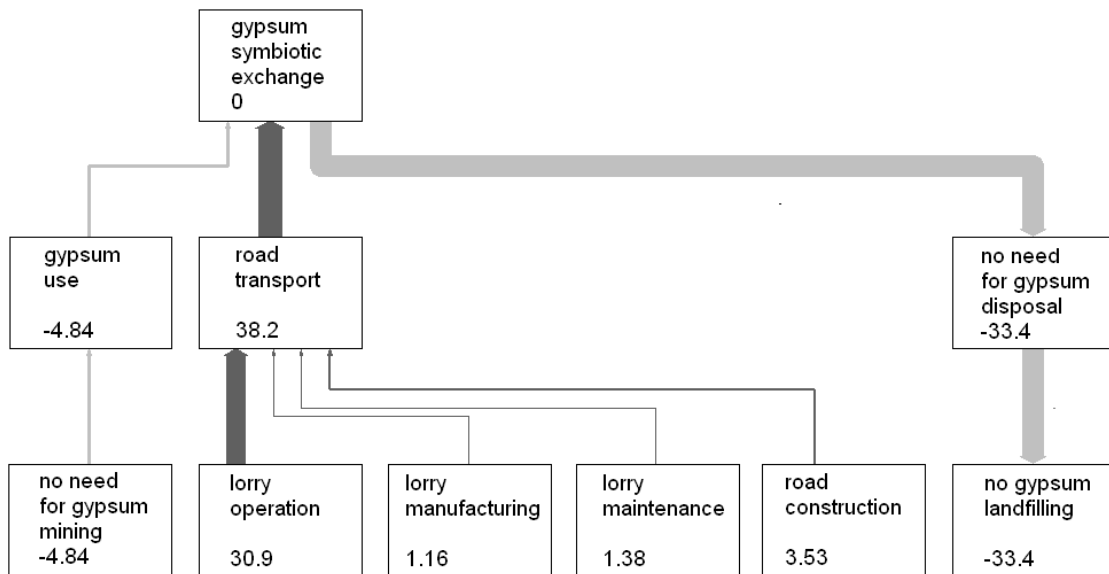 gypsum
symbiotic
exchange
0
gypsum
use
-4.84
road
transport
38.2
no need
for gypsum
disposal
-33.4
no need
for gypsum
mining
-4.84
lorry
operation
30.9
lorry
manufacturing
1.16
lorry
maintenance
1.38
road
construction
3.53
no gypsum
landfilling
-33.4